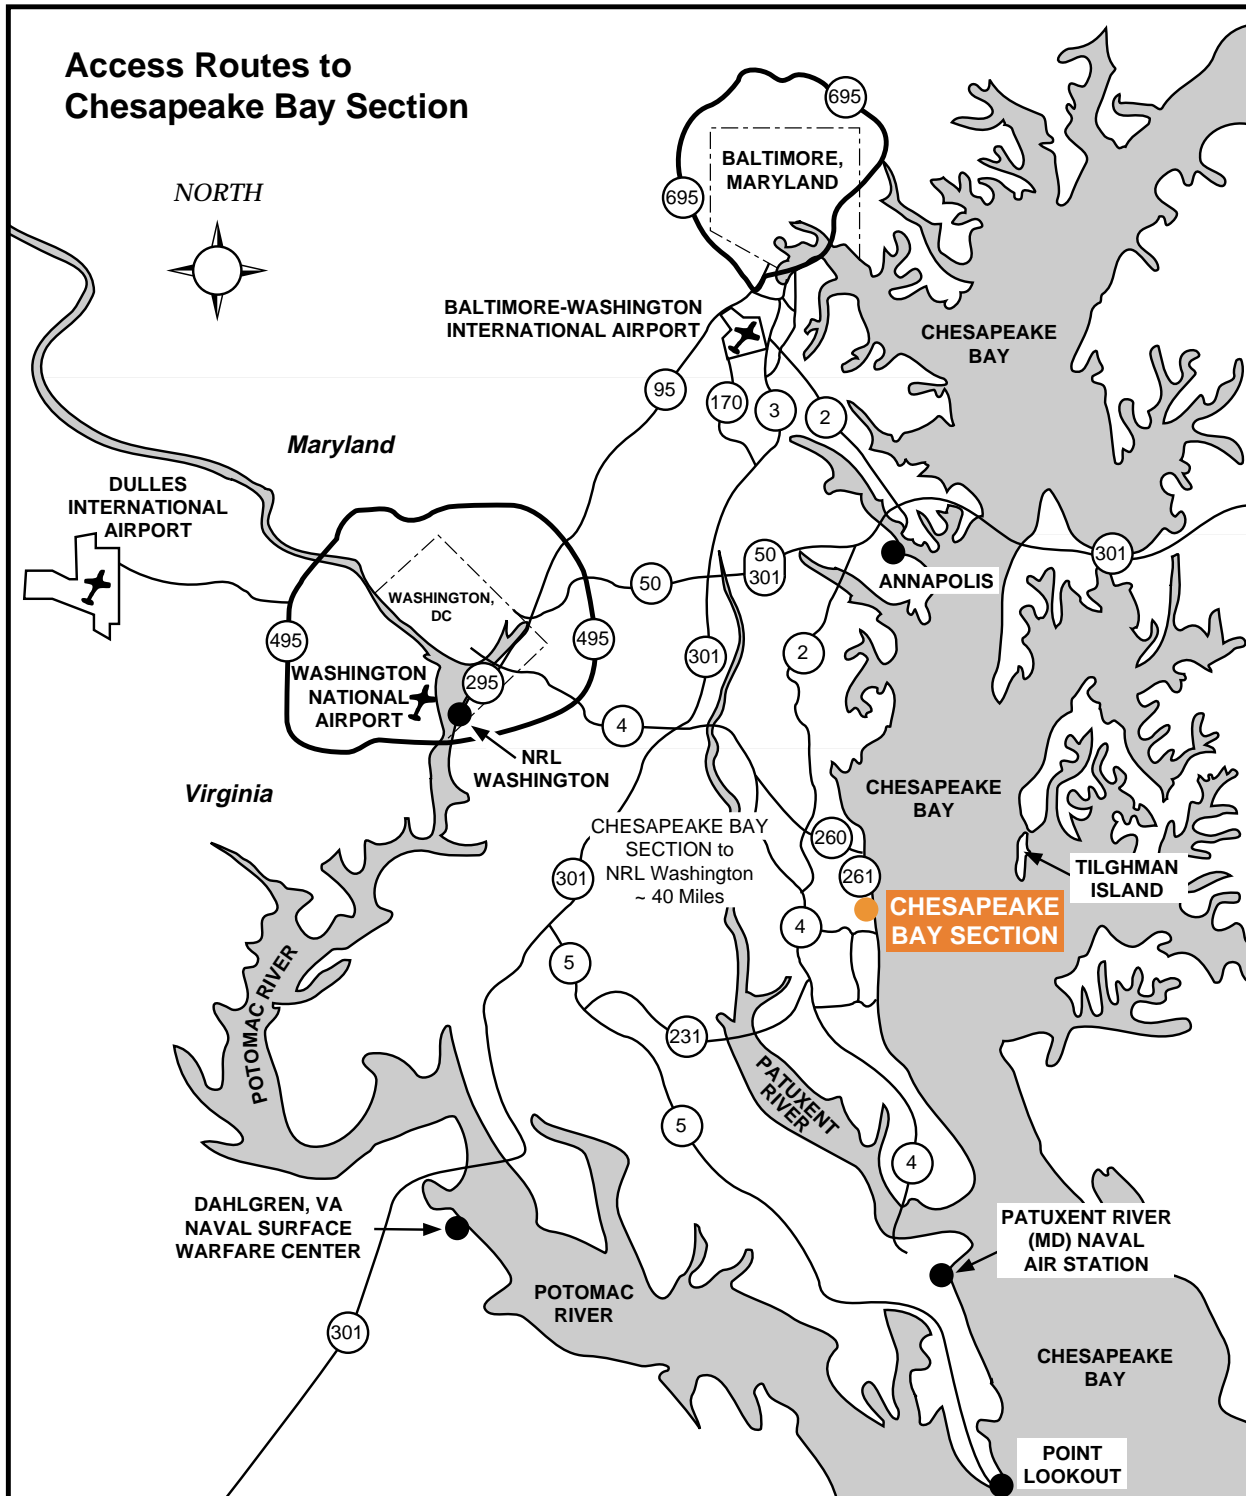 Access Routes to
Chesapeake Bay Section
NORTH
695
BALTIMORE,
MARYLAND
695
BALTIMORE-WASHINGTON
INTERNATIONAL AIRPORT
CHESAPEAKE
BAY
95
170
3
2
Maryland
DULLES
INTERNATIONAL
AIRPORT
50
301
301
ANNAPOLIS
50
WASHINGTON,
DC
495
495
301
2
WASHINGTON
NATIONAL
AIRPORT
295
4
NRL
WASHINGTON
Virginia
CHESAPEAKE
BAY
CHESAPEAKE BAY
SECTION to
NRL Washington
~ 40 Miles
260
261
301
TILGHMAN
ISLAND
CHESAPEAKE
BAY SECTION
4
5
POTOMAC RIVER
231
PATUXENT
RIVER
5
4
DAHLGREN, VA
NAVAL SURFACE
WARFARE CENTER
PATUXENT RIVER
(MD) NAVAL
AIR STATION
POTOMAC
RIVER
301
CHESAPEAKE
BAY
POINT
LOOKOUT